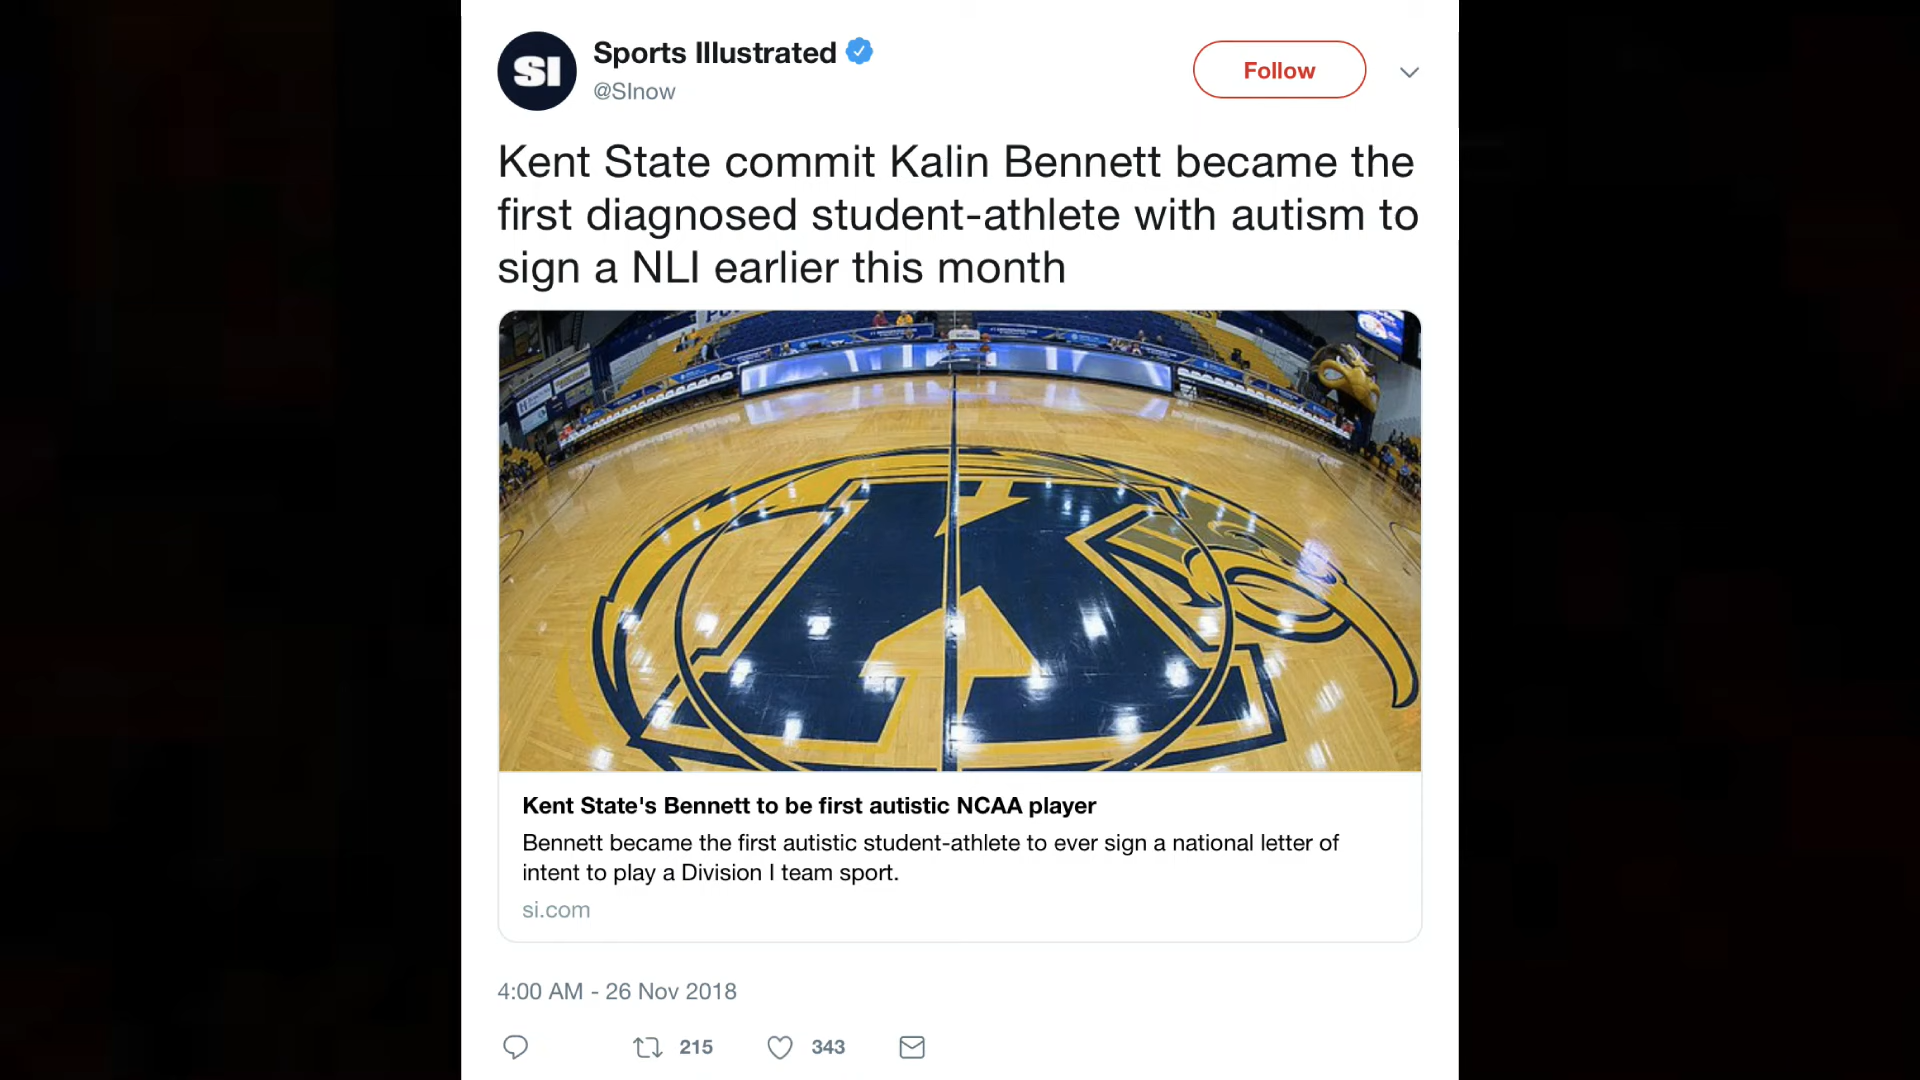 SI
Sports Illustrated
@SInow
Follow
Kent State commit Kalin Bennett became the
first diagnosed student-athlete with autism to
sign a NLI earlier this month
K
Kent State's Bennett to be first autistic NCAA player
Bennett became the first autistic student-athlete to ever sign a national letter of
intent to play a Division I team sport.
si.com
4:00 AM - 26 Nov 2018
215
343